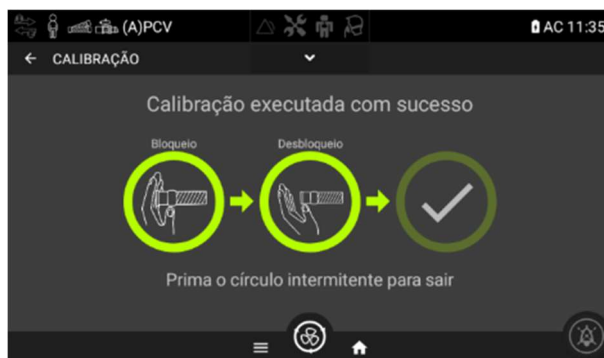 (A)PCV AC 11:35
CALIBRAÇÃO
Calibração executada com sucesso
Bloqueio Desbloqueio
Prima o círculo intermitente para sair